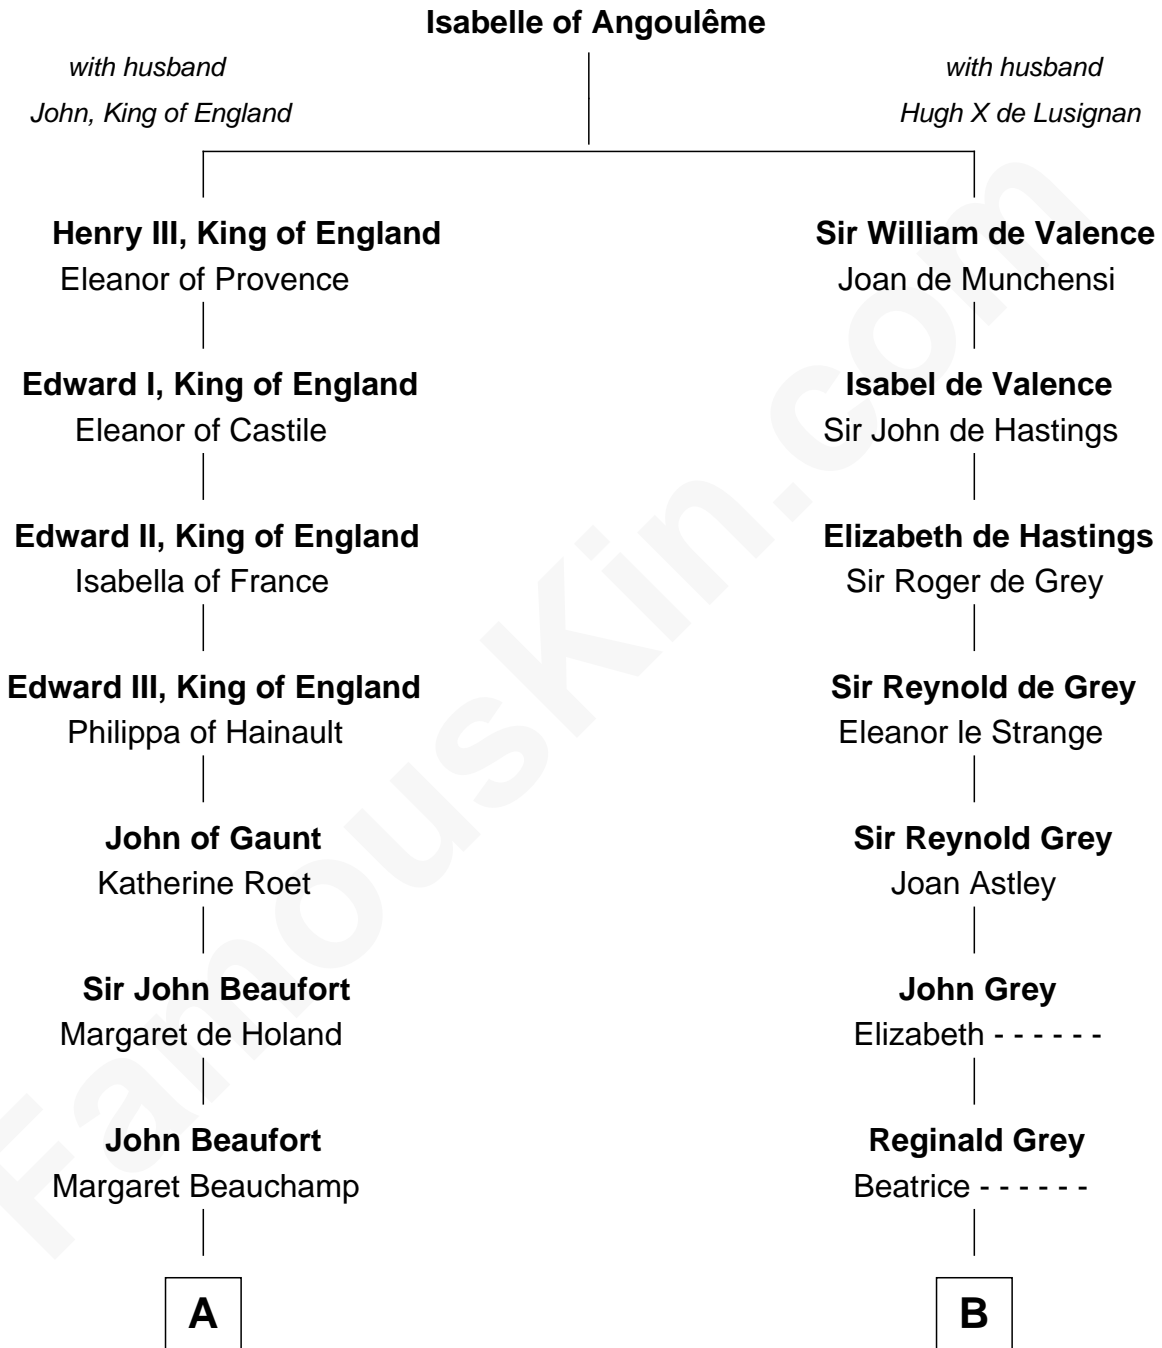 Isabelle of Angoulême
with husband
John, King of England
with husband
Hugh X de Lusignan
Henry III, King of England
Eleanor of Provence
Sir William de Valence
Joan de Munchensi
Edward I, King of England
Eleanor of Castile
Isabel de Valence
Sir John de Hastings
Edward II, King of England
Isabella of France
Elizabeth de Hastings
Sir Roger de Grey
Edward III, King of England
Philippa of Hainault
Sir Reynold de Grey
Eleanor le Strange
John of Gaunt
Katherine Roet
Sir Reynold Grey
Joan Astley
Sir John Beaufort
Margaret de Holand
John Grey
Elizabeth - - - - - -
John Beaufort
Margaret Beauchamp
Reginald Grey
Beatrice - - - - - -
A
B
FamousKin.com